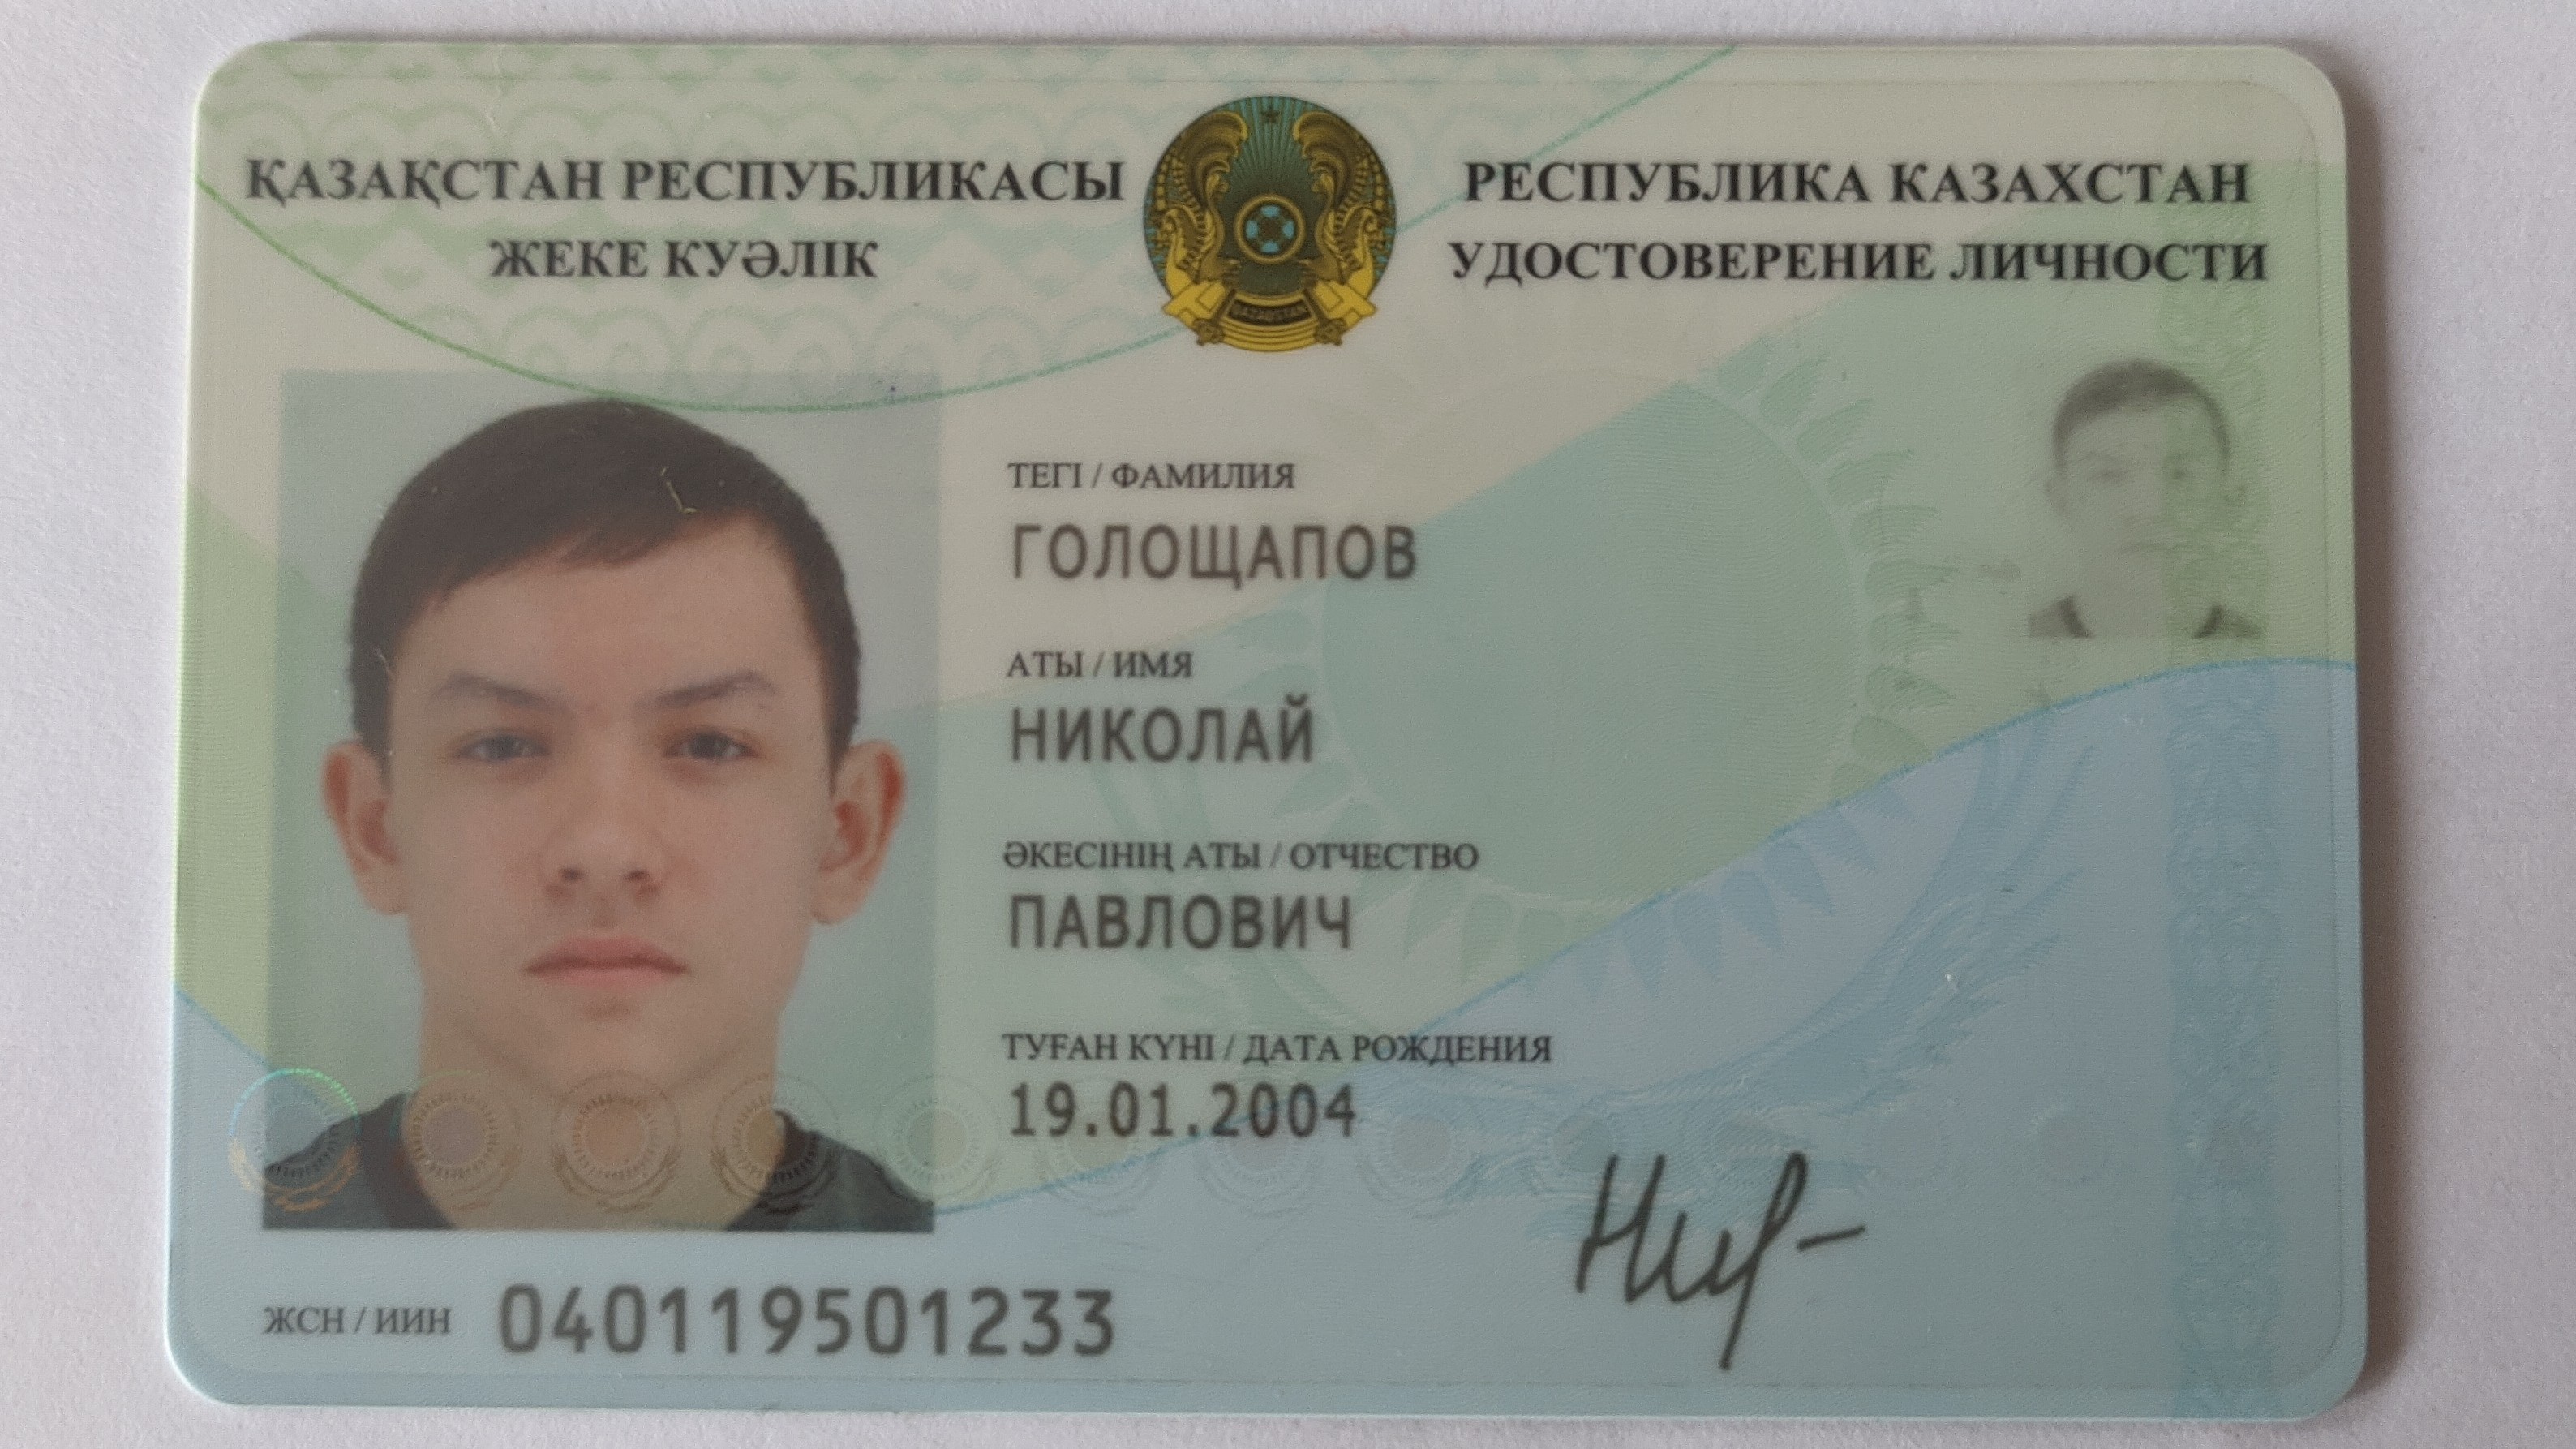 ҚАЗАҚСТАН РЕСПУБЛИКАСЫ
ЖЕКЕ КУӘЛІК
РЕСПУБЛИКА КАЗАХСТАН
УДОСТОВЕРЕНИЕ ЛИЧНОСТИ
QAZAQSTAN
ТЕГІ / ФАМИЛИЯ
ГОЛОЩАПОВ
АТЫ / ИМЯ
НИКОЛАЙ
ӘКЕСІНІҢ АТЫ / ОТЧЕСТВО
ПАВЛОВИЧ
ТУҒАН КҮНІ / ДАТА РОЖДЕНИЯ
19.01.2004
ЖСН / ИИН 040119501233